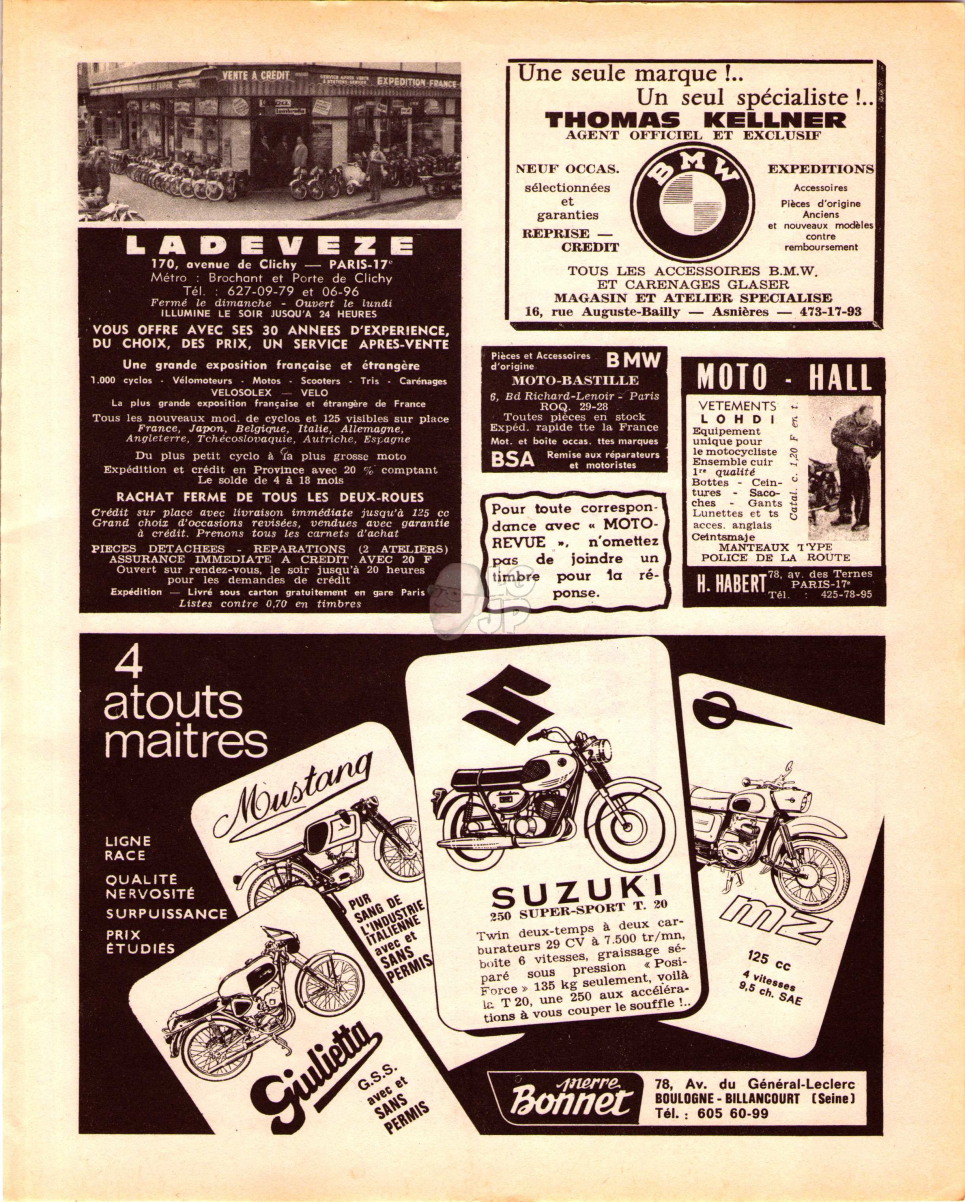 VENTE A CREDIT
SERVICE APRES VENTE
EXPEDITION-FRANCE
LADEVEZE
170, avenue de Clichy — PARIS-17e
Métro : Brochant et Porte de Clichy
Tél. : 627-09-79 et 06-96
Fermé le dimanche - Ouvert le lundi
ILLUMINE LE SOIR JUSQU'A 24 HEURES
VOUS OFFRE AVEC SES 30 ANNEES D'EXPERIENCE,
DU CHOIX, DES PRIX, UN SERVICE APRES-VENTE
Une grande exposition française et étrangère
1.000 cyclos - Vélomoteurs - Motos - Scooters - Tris - Carénages
VELOSOLEX — VELO
La plus grande exposition française et étrangère de France
Tous les nouveaux mod. de cyclos et 125 visibles sur place
France, Japon, Belgique, Italie, Allemagne,
Angleterre, Tchécoslovaquie, Autriche, Espagne
Du plus petit cyclo à la plus grosse moto
Expédition et crédit en Province avec 20 % comptant
Le solde de 4 à 18 mois
RACHAT FERME DE TOUS LES DEUX-ROUES
Crédit sur place avec livraison immédiate jusqu'à 125 cc
Grand choix d'occasions revisées, vendues avec garantie
à crédit. Prenons tous les carnets d'achat
PIECES DETACHEES - REPARATIONS (2 ATELIERS)
ASSURANCE IMMEDIATE A CREDIT AVEC 20 F
Ouvert sur rendez-vous, le soir jusqu'à 20 heures
pour les demandes de crédit
Expédition — Livré sous carton gratuitement en gare Paris
Listes contre 0,70 en timbres
Une seule marque !..
Un seul spécialiste !..
THOMAS KELLNER
AGENT OFFICIEL ET EXCLUSIF
NEUF OCCAS.
sélectionnées
et
garanties
REPRISE —
CREDIT
BMW
EXPEDITIONS
Accessoires
Pièces d'origine
Anciens
et nouveaux modèles
contre
remboursement
TOUS LES ACCESSOIRES B.M.W.
ET CARENAGES GLASER
MAGASIN ET ATELIER SPECIALISE
16, rue Auguste-Bailly — Asnières — 473-17-93
Pièces et Accessoires
d'origine BMW
MOTO-BASTILLE
6, Bd Richard-Lenoir - Paris
ROQ. 29-28
Toutes pièces en stock
Expéd. rapide tte la France
Mot. et boîte occas. ttes marques
BSA Remise aux réparateurs
et motoristes
Pour toute correspon-
dance avec « MOTO-
REVUE », n'omettez
pas de joindre un
timbre pour la ré-
ponse.
MOTO - HALL
VETEMENTS
LOHDI
Equipement
unique pour
le motocycliste
Ensemble cuir
1re qualité
Bottes - Cein-
tures - Saco-
ches - Gants
Lunettes et ts
acces. anglais
Ceintsmaje
Catal. c. 1,20 F en t
MANTEAUX TYPE
POLICE DE LA ROUTE
H. HABERT 78, av. des Ternes
PARIS-17e
Tél. : 425-78-95
LG
JP
4
atouts
maitres
LIGNE
RACE
QUALITÉ
NERVOSITÉ
SURPUISSANCE
PRIX
ÉTUDIÉS
Mustang
PUR
SANG DE
L'INDUSTRIE
ITALIENNE
avec et
SANS
PERMIS
Giulietta
G.S.S.
avec et
SANS
PERMIS
SUZUKI
250 SUPER-SPORT T. 20
Twin deux-temps à deux car-
burateurs 29 CV à 7.500 tr/mn,
boîte 6 vitesses, graissage sé-
paré sous pression « Posi-
Force » 135 kg seulement, voilà
la T 20, une 250 aux accéléra-
tions à vous couper le souffle !..
mz
125 cc
4 vitesses
9,5 ch. SAE
pierre
Bonnet
78, Av. du Général-Leclerc
BOULOGNE - BILLANCOURT (Seine)
Tél. : 605 60-99